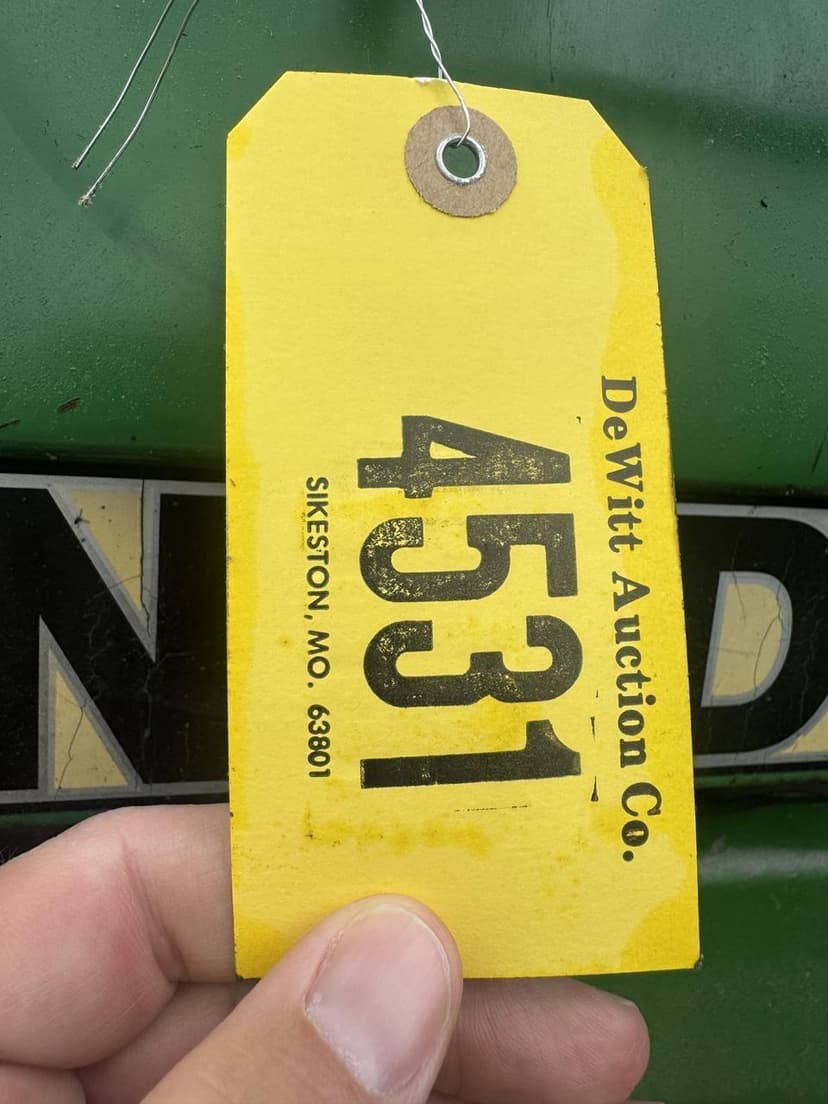 DeWitt Auction Co.
4531
SIKESTON, MO. 63801
N D